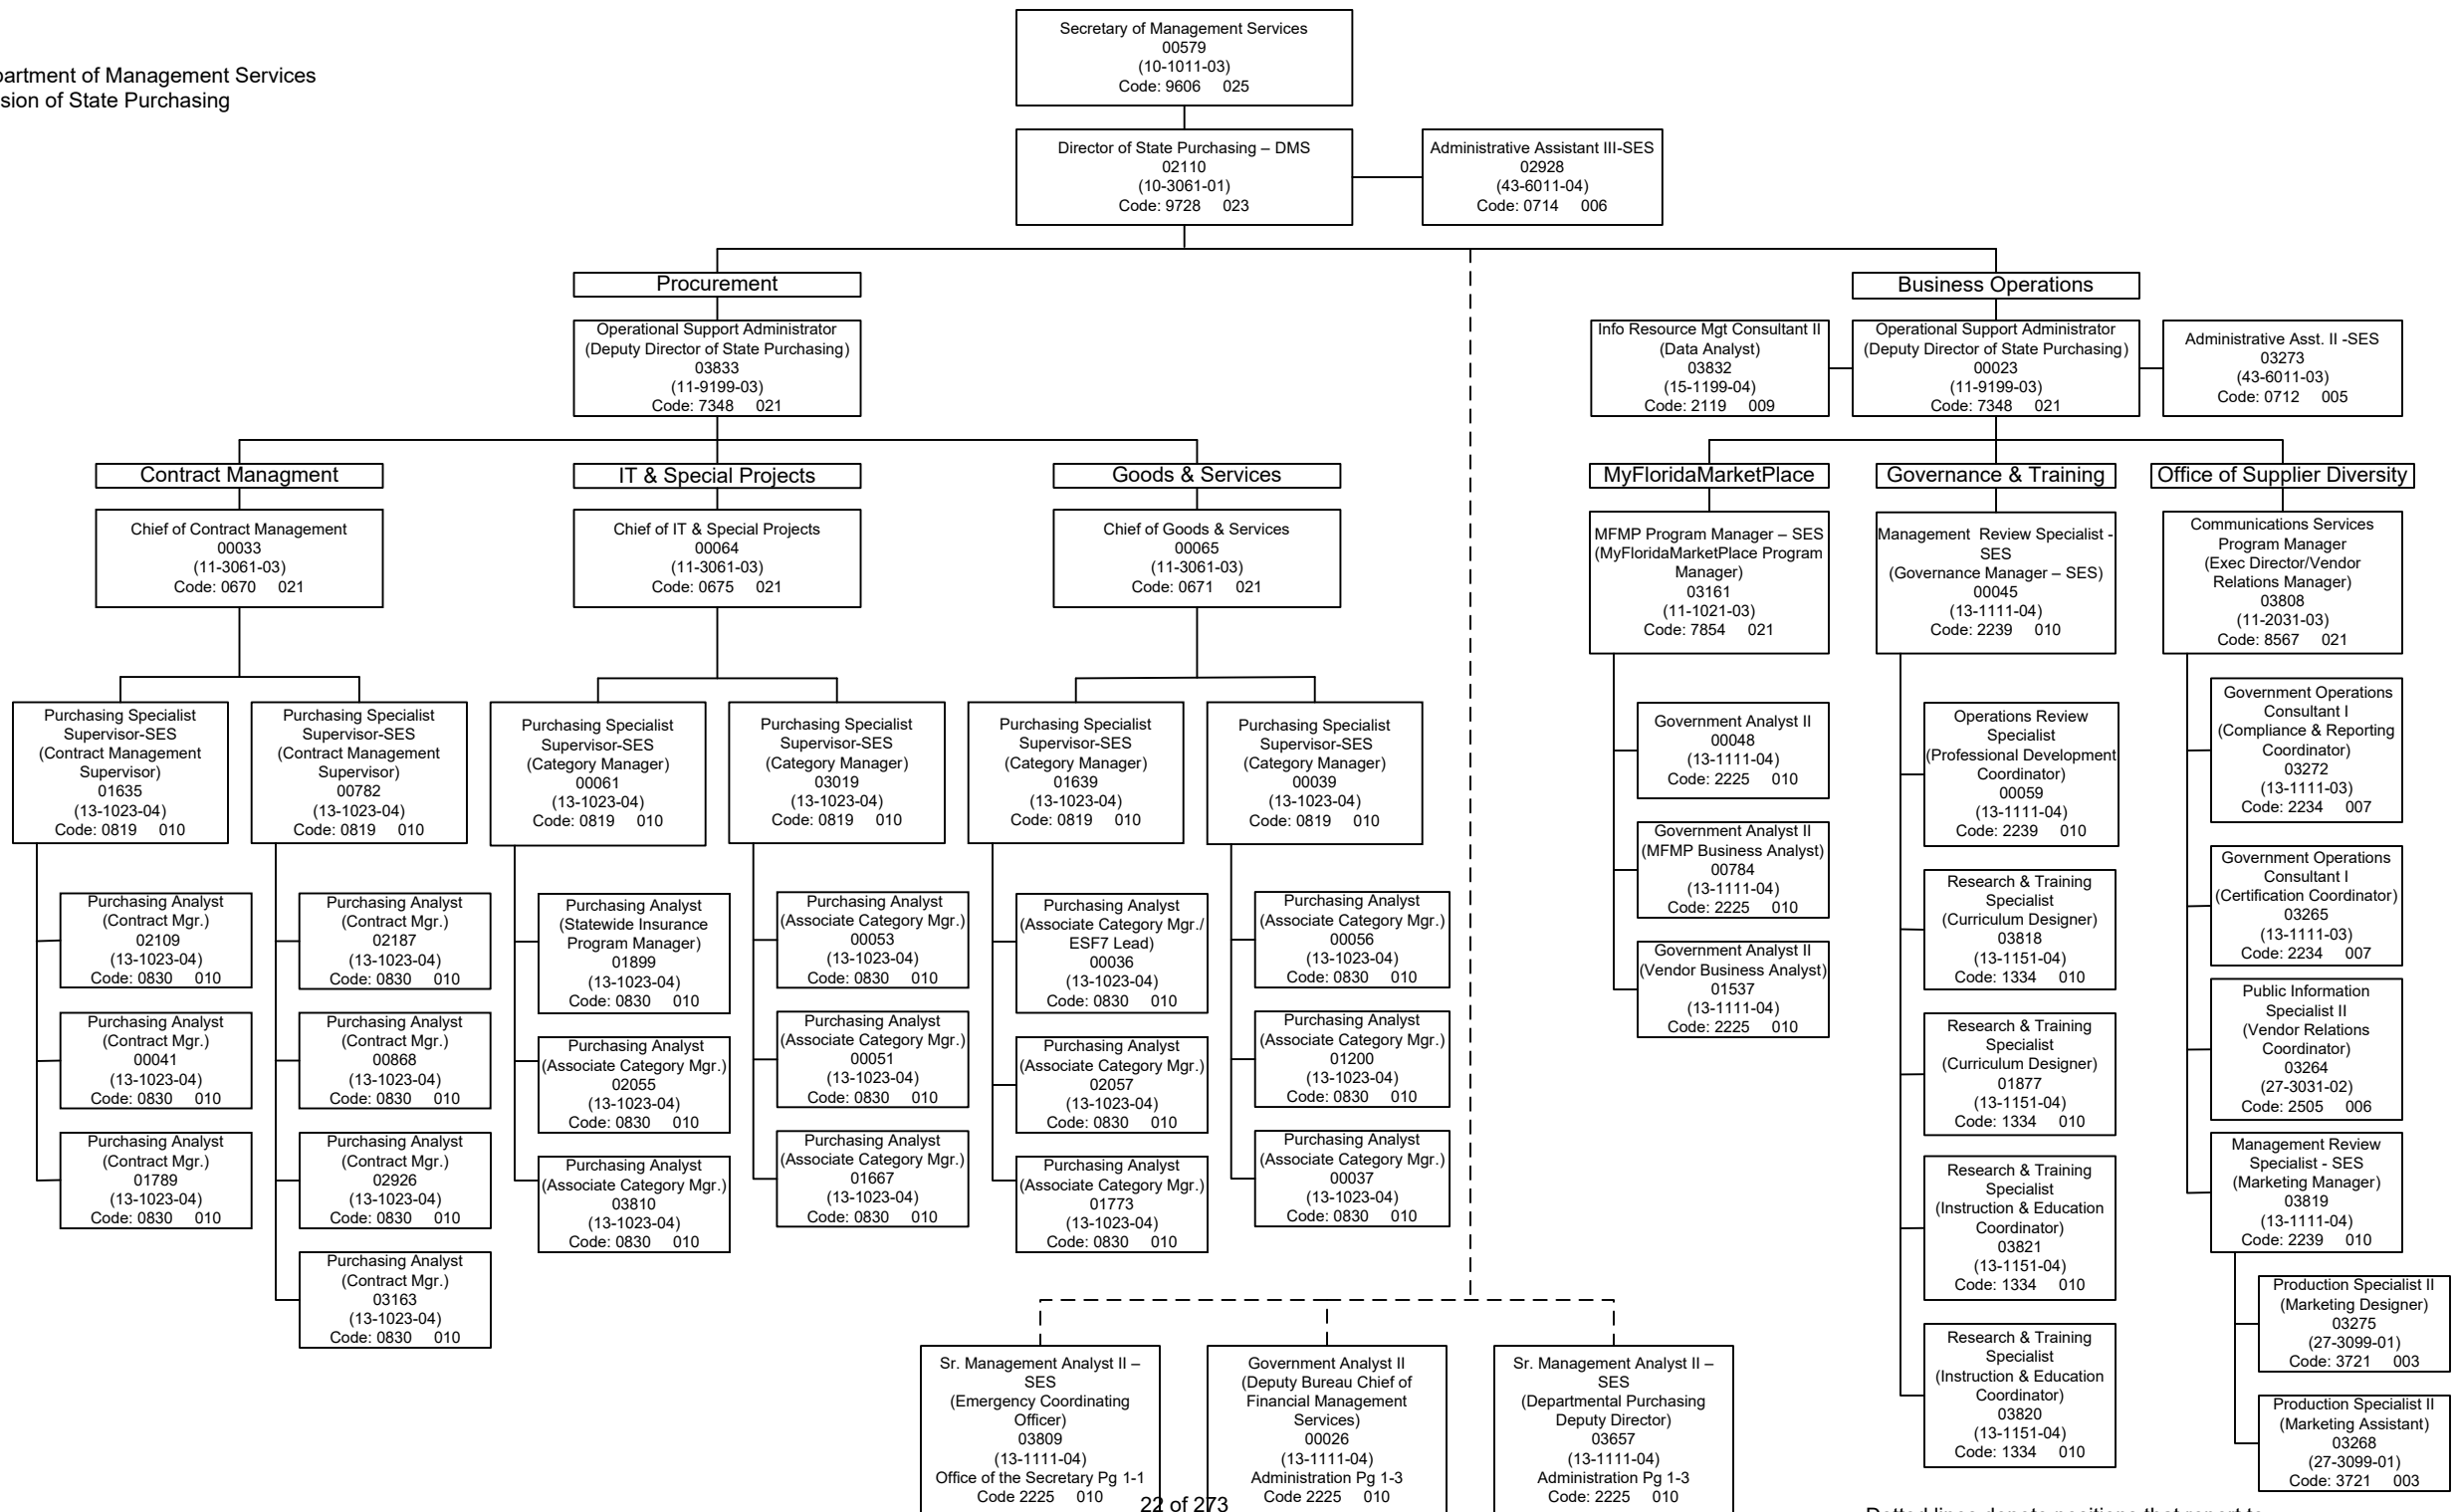 partment of Management Services
sion of State Purchasing
Secretary of Management Services
00579
(10-1011-03)
Code: 9606 025
Director of State Purchasing – DMS
02110
(10-3061-01)
Code: 9728 023
Administrative Assistant III-SES
02928
(43-6011-04)
Code: 0714 006
Procurement
Operational Support Administrator
(Deputy Director of State Purchasing)
03833
(11-9199-03)
Code: 7348 021
Business Operations
Info Resource Mgt Consultant II
(Data Analyst)
03832
(15-1199-04)
Code: 2119 009
Operational Support Administrator
(Deputy Director of State Purchasing)
00023
(11-9199-03)
Code: 7348 021
Administrative Asst. II -SES
03273
(43-6011-03)
Code: 0712 005
Contract Managment
Chief of Contract Management
00033
(11-3061-03)
Code: 0670 021
IT & Special Projects
Chief of IT & Special Projects
00064
(11-3061-03)
Code: 0675 021
Goods & Services
Chief of Goods & Services
00065
(11-3061-03)
Code: 0671 021
MyFloridaMarketPlace
MFMP Program Manager – SES
(MyFloridaMarketPlace Program
Manager)
03161
(11-1021-03)
Code: 7854 021
Governance & Training
Management Review Specialist -
SES
(Governance Manager – SES)
00045
(13-1111-04)
Code: 2239 010
Office of Supplier Diversity
Communications Services
Program Manager
(Exec Director/Vendor
Relations Manager)
03808
(11-2031-03)
Code: 8567 021
Purchasing Specialist
Supervisor-SES
(Contract Management
Supervisor)
01635
(13-1023-04)
Code: 0819 010
Purchasing Analyst
(Contract Mgr.)
02109
(13-1023-04)
Code: 0830 010
Purchasing Analyst
(Contract Mgr.)
00041
(13-1023-04)
Code: 0830 010
Purchasing Analyst
(Contract Mgr.)
01789
(13-1023-04)
Code: 0830 010
Purchasing Specialist
Supervisor-SES
(Contract Management
Supervisor)
00782
(13-1023-04)
Code: 0819 010
Purchasing Analyst
(Contract Mgr.)
02187
(13-1023-04)
Code: 0830 010
Purchasing Analyst
(Contract Mgr.)
00868
(13-1023-04)
Code: 0830 010
Purchasing Analyst
(Contract Mgr.)
02926
(13-1023-04)
Code: 0830 010
Purchasing Analyst
(Contract Mgr.)
03163
(13-1023-04)
Code: 0830 010
Purchasing Specialist
Supervisor-SES
(Category Manager)
00061
(13-1023-04)
Code: 0819 010
Purchasing Analyst
(Statewide Insurance
Program Manager)
01899
(13-1023-04)
Code: 0830 010
Purchasing Analyst
(Associate Category Mgr.)
02055
(13-1023-04)
Code: 0830 010
Purchasing Analyst
(Associate Category Mgr.)
03810
(13-1023-04)
Code: 0830 010
Purchasing Specialist
Supervisor-SES
(Category Manager)
03019
(13-1023-04)
Code: 0819 010
Purchasing Analyst
(Associate Category Mgr.)
00053
(13-1023-04)
Code: 0830 010
Purchasing Analyst
(Associate Category Mgr.)
00051
(13-1023-04)
Code: 0830 010
Purchasing Analyst
(Associate Category Mgr.)
01667
(13-1023-04)
Code: 0830 010
Purchasing Specialist
Supervisor-SES
(Category Manager)
01639
(13-1023-04)
Code: 0819 010
Purchasing Analyst
(Associate Category Mgr./
ESF7 Lead)
00036
(13-1023-04)
Code: 0830 010
Purchasing Analyst
(Associate Category Mgr.)
02057
(13-1023-04)
Code: 0830 010
Purchasing Analyst
(Associate Category Mgr.)
01773
(13-1023-04)
Code: 0830 010
Purchasing Specialist
Supervisor-SES
(Category Manager)
00039
(13-1023-04)
Code: 0819 010
Purchasing Analyst
(Associate Category Mgr.)
00056
(13-1023-04)
Code: 0830 010
Purchasing Analyst
(Associate Category Mgr.)
01200
(13-1023-04)
Code: 0830 010
Purchasing Analyst
(Associate Category Mgr.)
00037
(13-1023-04)
Code: 0830 010
Government Analyst II
00048
(13-1111-04)
Code: 2225 010
Government Analyst II
(MFMP Business Analyst)
00784
(13-1111-04)
Code: 2225 010
Government Analyst II
(Vendor Business Analyst)
01537
(13-1111-04)
Code: 2225 010
Operations Review
Specialist
(Professional Development
Coordinator)
00059
(13-1111-04)
Code: 2239 010
Research & Training
Specialist
(Curriculum Designer)
03818
(13-1151-04)
Code: 1334 010
Research & Training
Specialist
(Curriculum Designer)
01877
(13-1151-04)
Code: 1334 010
Research & Training
Specialist
(Instruction & Education
Coordinator)
03821
(13-1151-04)
Code: 1334 010
Research & Training
Specialist
(Instruction & Education
Coordinator)
03820
(13-1151-04)
Code: 1334 010
Government Operations
Consultant I
(Compliance & Reporting
Coordinator)
03272
(13-1111-03)
Code: 2234 007
Government Operations
Consultant I
(Certification Coordinator)
03265
(13-1111-03)
Code: 2234 007
Public Information
Specialist II
(Vendor Relations
Coordinator)
03264
(27-3031-02)
Code: 2505 006
Management Review
Specialist - SES
(Marketing Manager)
03819
(13-1111-04)
Code: 2239 010
Production Specialist II
(Marketing Designer)
03275
(27-3099-01)
Code: 3721 003
Production Specialist II
(Marketing Assistant)
03268
(27-3099-01)
Code: 3721 003
Sr. Management Analyst II –
SES
(Emergency Coordinating
Officer)
03809
(13-1111-04)
Office of the Secretary Pg 1-1
Code 2225 010
Government Analyst II
(Deputy Bureau Chief of
Financial Management
Services)
00026
(13-1111-04)
Administration Pg 1-3
Code 2225 010
Sr. Management Analyst II –
SES
(Departmental Purchasing
Deputy Director)
03657
(13-1111-04)
Administration Pg 1-3
Code: 2225 010
22 of 273
Dotted lines denote positions that report to